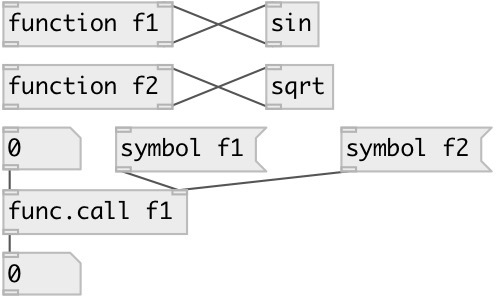 function f1 sin
function f2 sqrt
0 symbol f1 symbol f2
func.call f1
0